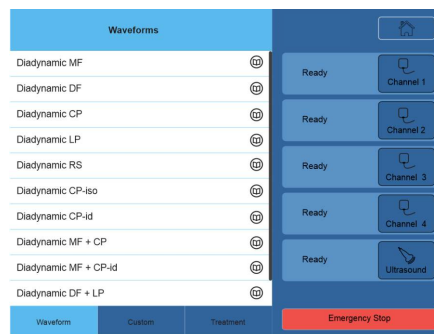 Waveforms
Diadynamic MF
Diadynamic DF
Diadynamic CP
Diadynamic LP
Diadynamic RS
Diadynamic CP-iso
Diadynamic CP-id
Diadynamic MF + CP
Diadynamic MF + CP-id
Diadynamic DF + LP
Waveform
Custom
Treatment
Ready
Channel 1
Ready
Channel 2
Ready
Channel 3
Ready
Channel 4
Ready
Ultrasound
Emergency Stop